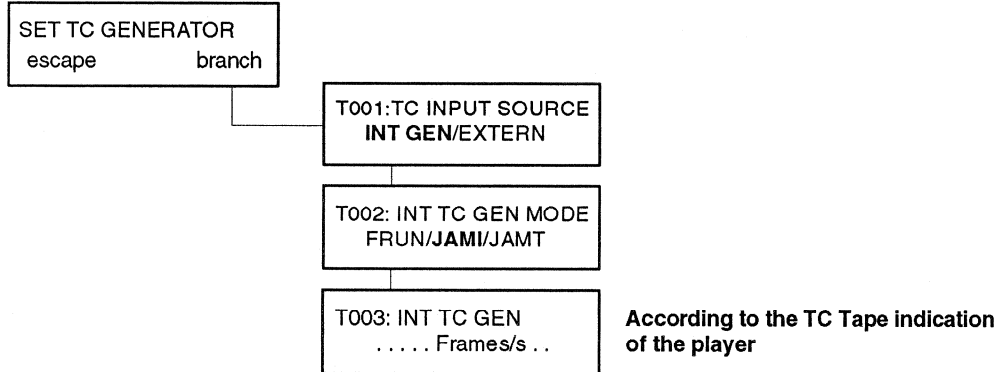 SET TC GENERATOR
escape branch
T001:TC INPUT SOURCE
INT GEN/EXTERN
T002: INT TC GEN MODE
FRUN/JAMI/JAMT
T003: INT TC GEN
. . . . . Frames/s . .
According to the TC Tape indication
of the player